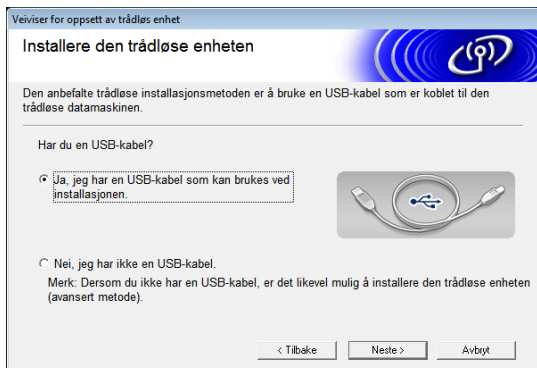 Veiviser for oppsett av trådløs enhet
Installere den trådløse enheten
Den anbefalte trådløse installasjonsmetoden er å bruke en USB-kabel som er koblet til den
trådløse datamaskinen.
Har du en USB-kabel?
Ja, jeg har en USB-kabel som kan brukes ved
installasjonen.
Nei, jeg har ikke en USB-kabel.
Merk: Dersom du ikke har en USB-kabel, er det likevel mulig å installere den trådløse enheten
(avansert metode).
< Tilbake
Neste >
Avbryt